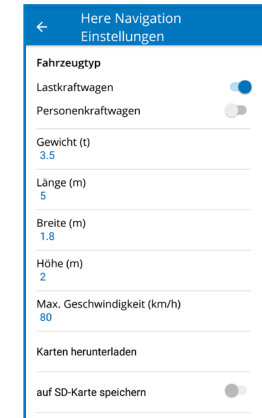 Here Navigation
Einstellungen
Fahrzeugtyp
Lastkraftwagen
Personenkraftwagen
Gewicht (t)
3.5
Länge (m)
5
Breite (m)
1.8
Höhe (m)
2
Max. Geschwindigkeit (km/h)
80
Karten herunterladen
auf SD-Karte speichern